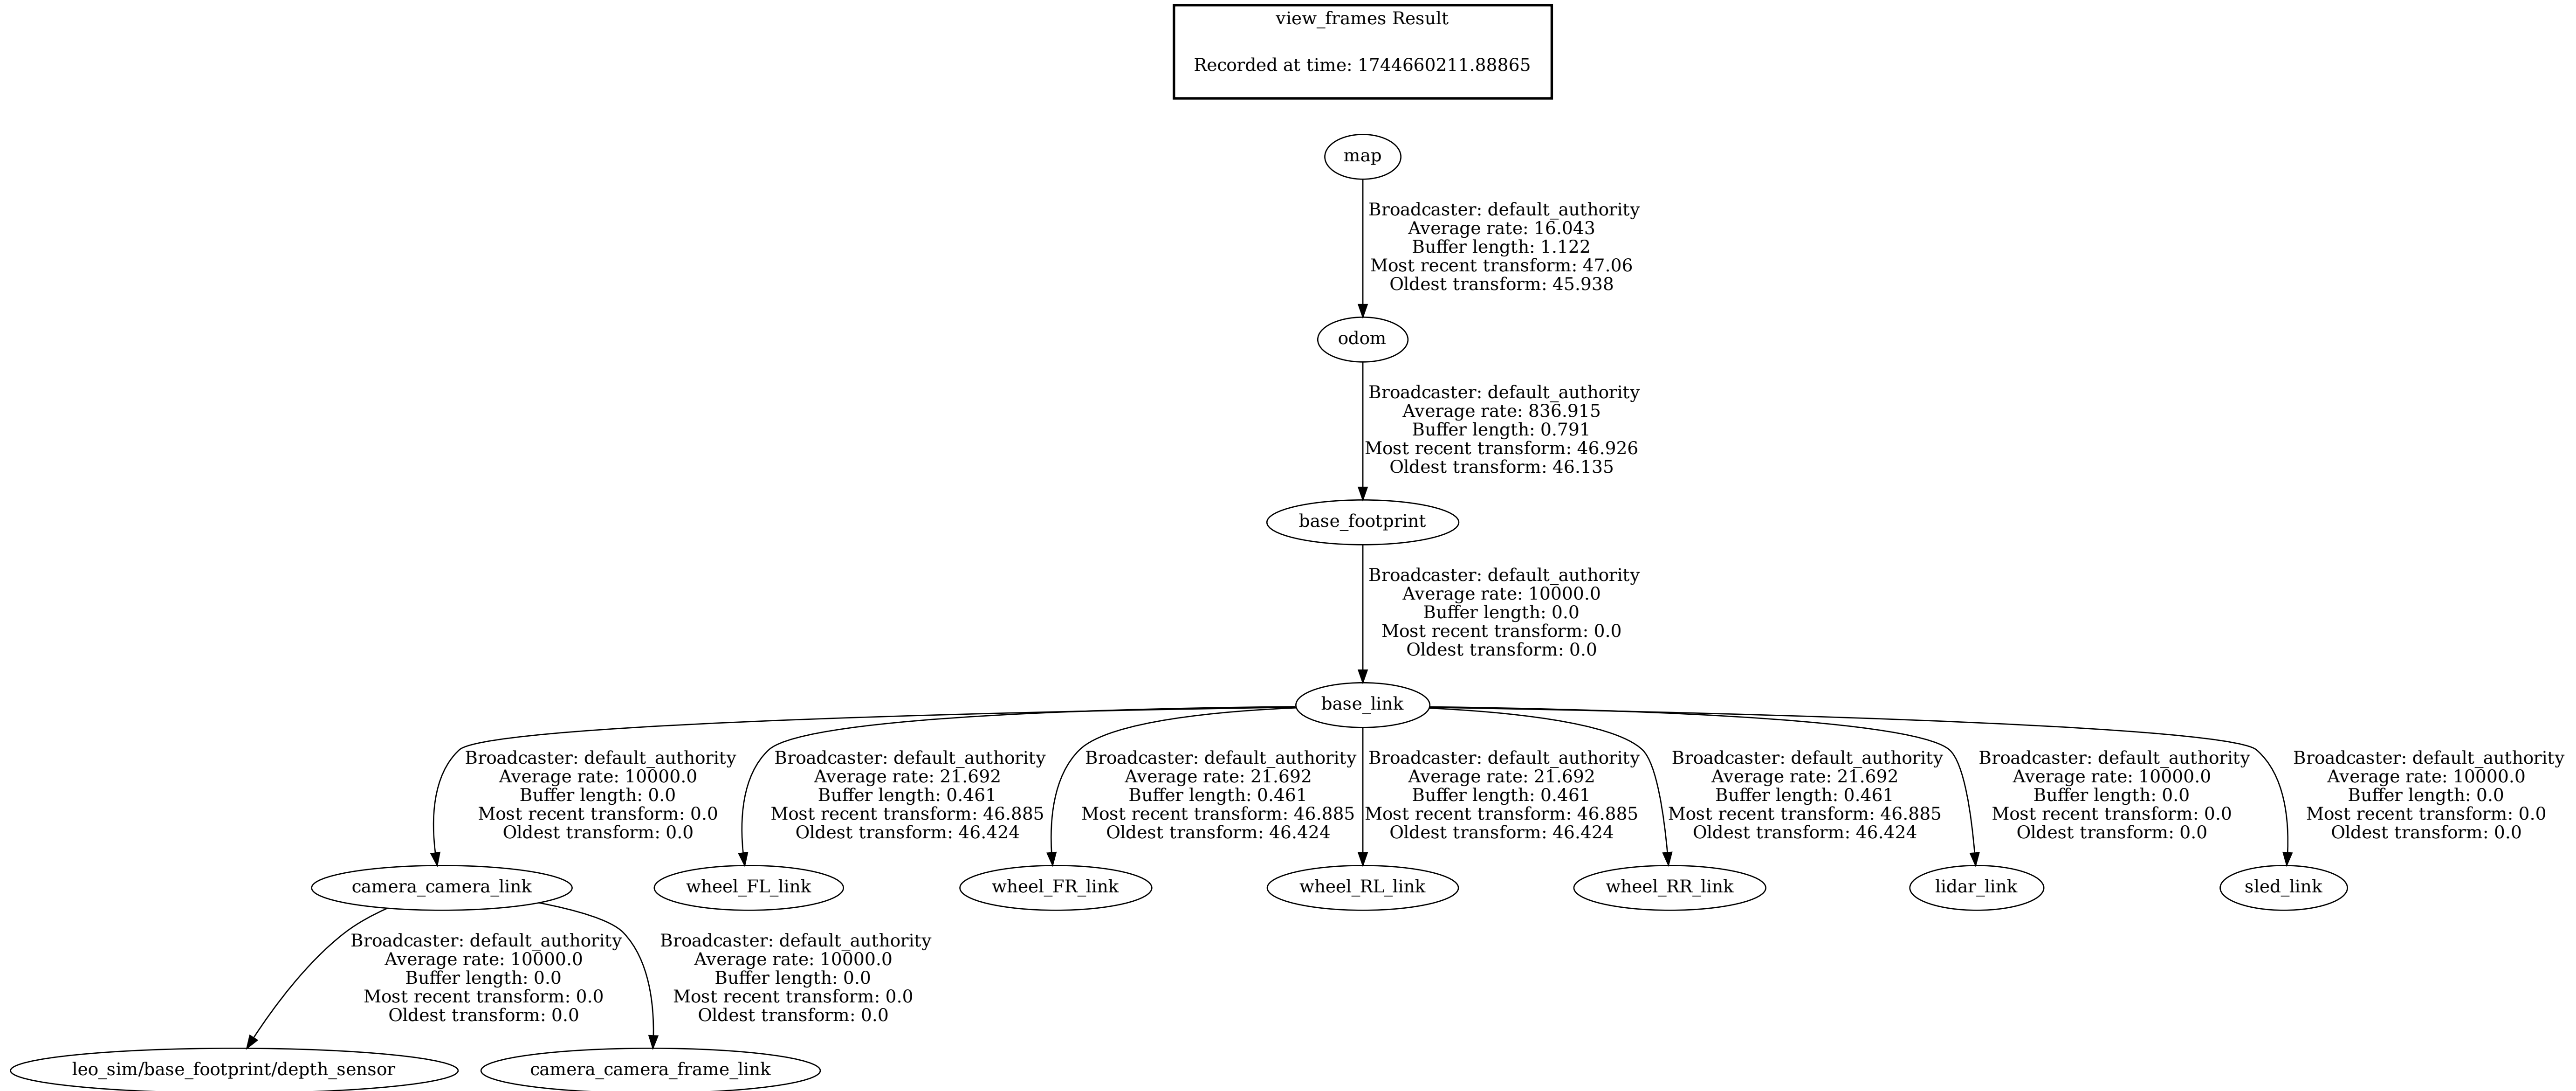 view_frames Result
Recorded at time: 1744660211.88865
map
Broadcaster: default_authority
Average rate: 16.043
Buffer length: 1.122
Most recent transform: 47.06
Oldest transform: 45.938
odom
Broadcaster: default_authority
Average rate: 836.915
Buffer length: 0.791
Most recent transform: 46.926
Oldest transform: 46.135
base_footprint
Broadcaster: default_authority
Average rate: 10000.0
Buffer length: 0.0
Most recent transform: 0.0
Oldest transform: 0.0
base_link
Broadcaster: default_authority
Average rate: 10000.0
Buffer length: 0.0
Most recent transform: 0.0
Oldest transform: 0.0
Broadcaster: default_authority
Average rate: 21.692
Buffer length: 0.461
Most recent transform: 46.885
Oldest transform: 46.424
Broadcaster: default_authority
Average rate: 21.692
Buffer length: 0.461
Most recent transform: 46.885
Oldest transform: 46.424
Broadcaster: default_authority
Average rate: 21.692
Buffer length: 0.461
Most recent transform: 46.885
Oldest transform: 46.424
Broadcaster: default_authority
Average rate: 21.692
Buffer length: 0.461
Most recent transform: 46.885
Oldest transform: 46.424
Broadcaster: default_authority
Average rate: 10000.0
Buffer length: 0.0
Most recent transform: 0.0
Oldest transform: 0.0
Broadcaster: default_authority
Average rate: 10000.0
Buffer length: 0.0
Most recent transform: 0.0
Oldest transform: 0.0
camera_camera_link
wheel_FL_link
wheel_FR_link
wheel_RL_link
wheel_RR_link
lidar_link
sled_link
Broadcaster: default_authority
Average rate: 10000.0
Buffer length: 0.0
Most recent transform: 0.0
Oldest transform: 0.0
Broadcaster: default_authority
Average rate: 10000.0
Buffer length: 0.0
Most recent transform: 0.0
Oldest transform: 0.0
leo_sim/base_footprint/depth_sensor
camera_camera_frame_link